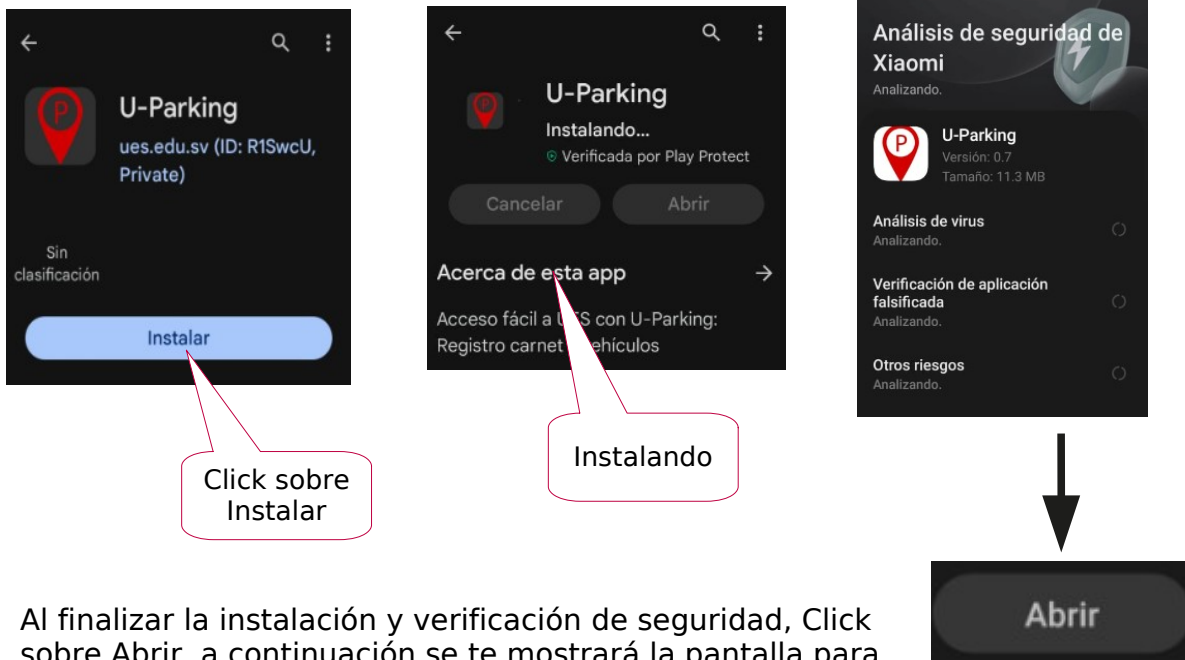 U-Parking
ues.edu.sv (ID: R1SwcU,
Private)
Sin
clasificación
Instalar
Click sobre
Instalar
U-Parking
Instalando...
Verificada por Play Protect
Cancelar
Abrir
Acerca de esta app
Acceso fácil a UES con U-Parking:
Registro carnet vehículos
Instalando
Análisis de seguridad de
Xiaomi
Analizando.
P
U-Parking
Versión: 0.7
Tamaño: 11.3 MB
Análisis de virus
Analizando.
Verificación de aplicación
falsificada
Analizando.
Otros riesgos
Analizando.
Abrir
Al finalizar la instalación y verificación de seguridad, Click
sobre Abrir, a continuación se te mostrará la pantalla para